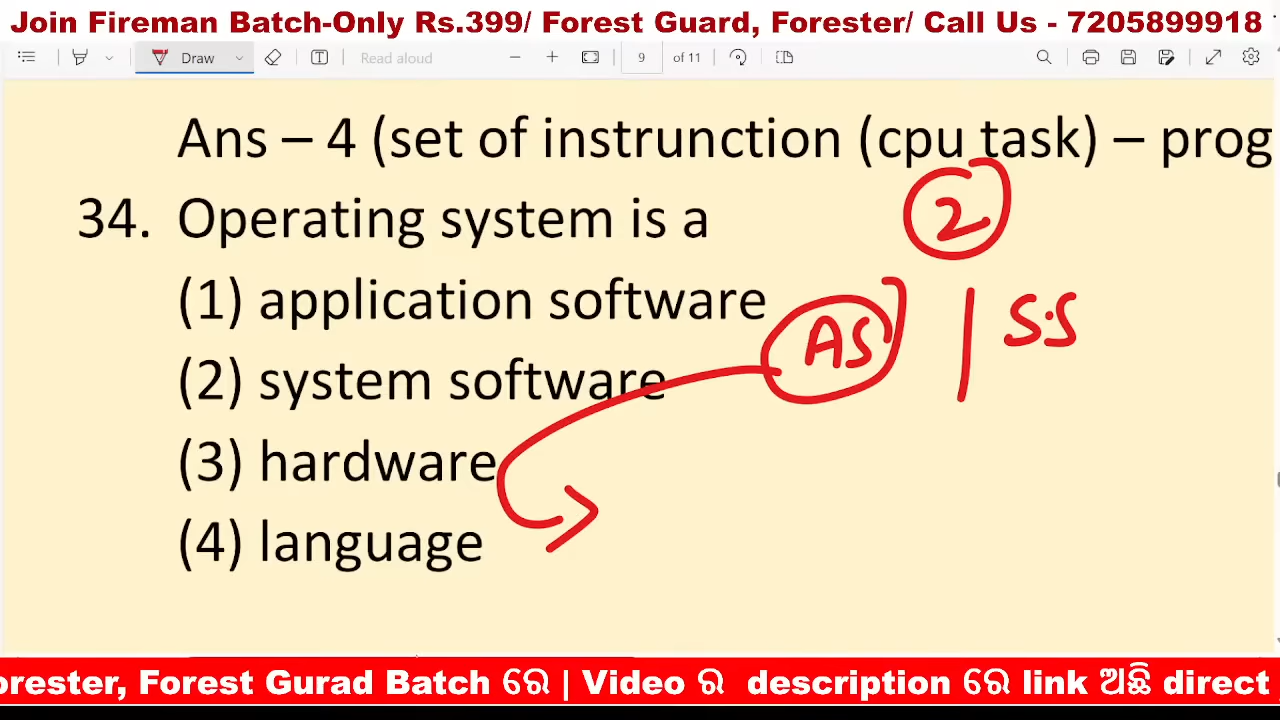 Join Fireman Batch-Only Rs.399/ Forest Guard, Forester/ Call Us - 7205899918
Draw
Read aloud
9 of 11
Ans – 4 (set of instrunction (cpu task) – prog
2
34. Operating system is a
(1) application software
AS | S.S
(2) system software
(3) hardware
(4) language
orester, Forest Gurad Batch ରେ | Video ର description ରେ link ଅଛି direct